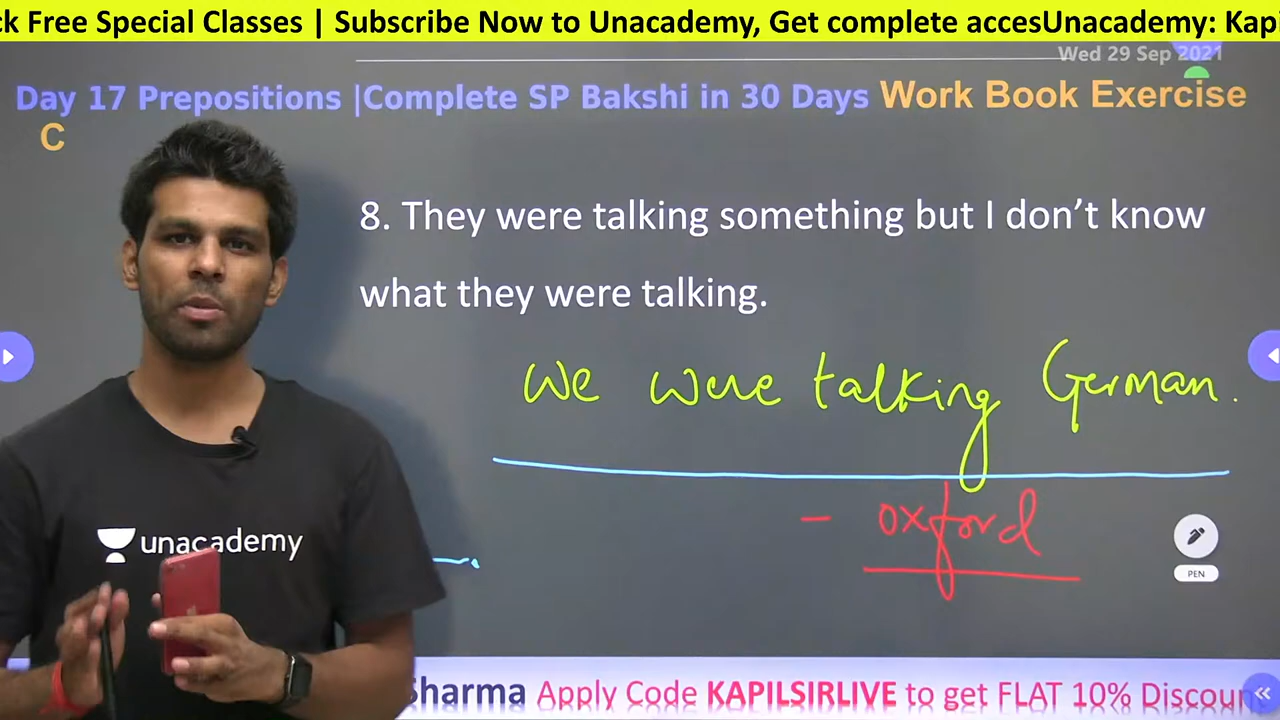 ck Free Special Classes | Subscribe Now to Unacademy, Get complete accesUnacademy: Kapi
Wed 29 Sep 2021
Day 17 Prepositions |Complete SP Bakshi in 30 Days Work Book Exercise
C
8. They were talking something but I don't know
what they were talking.
We were talking German.
- oxford
PEN
unacademy
Sharma Apply Code KAPILSIRLIVE to get FLAT 10% Discoun